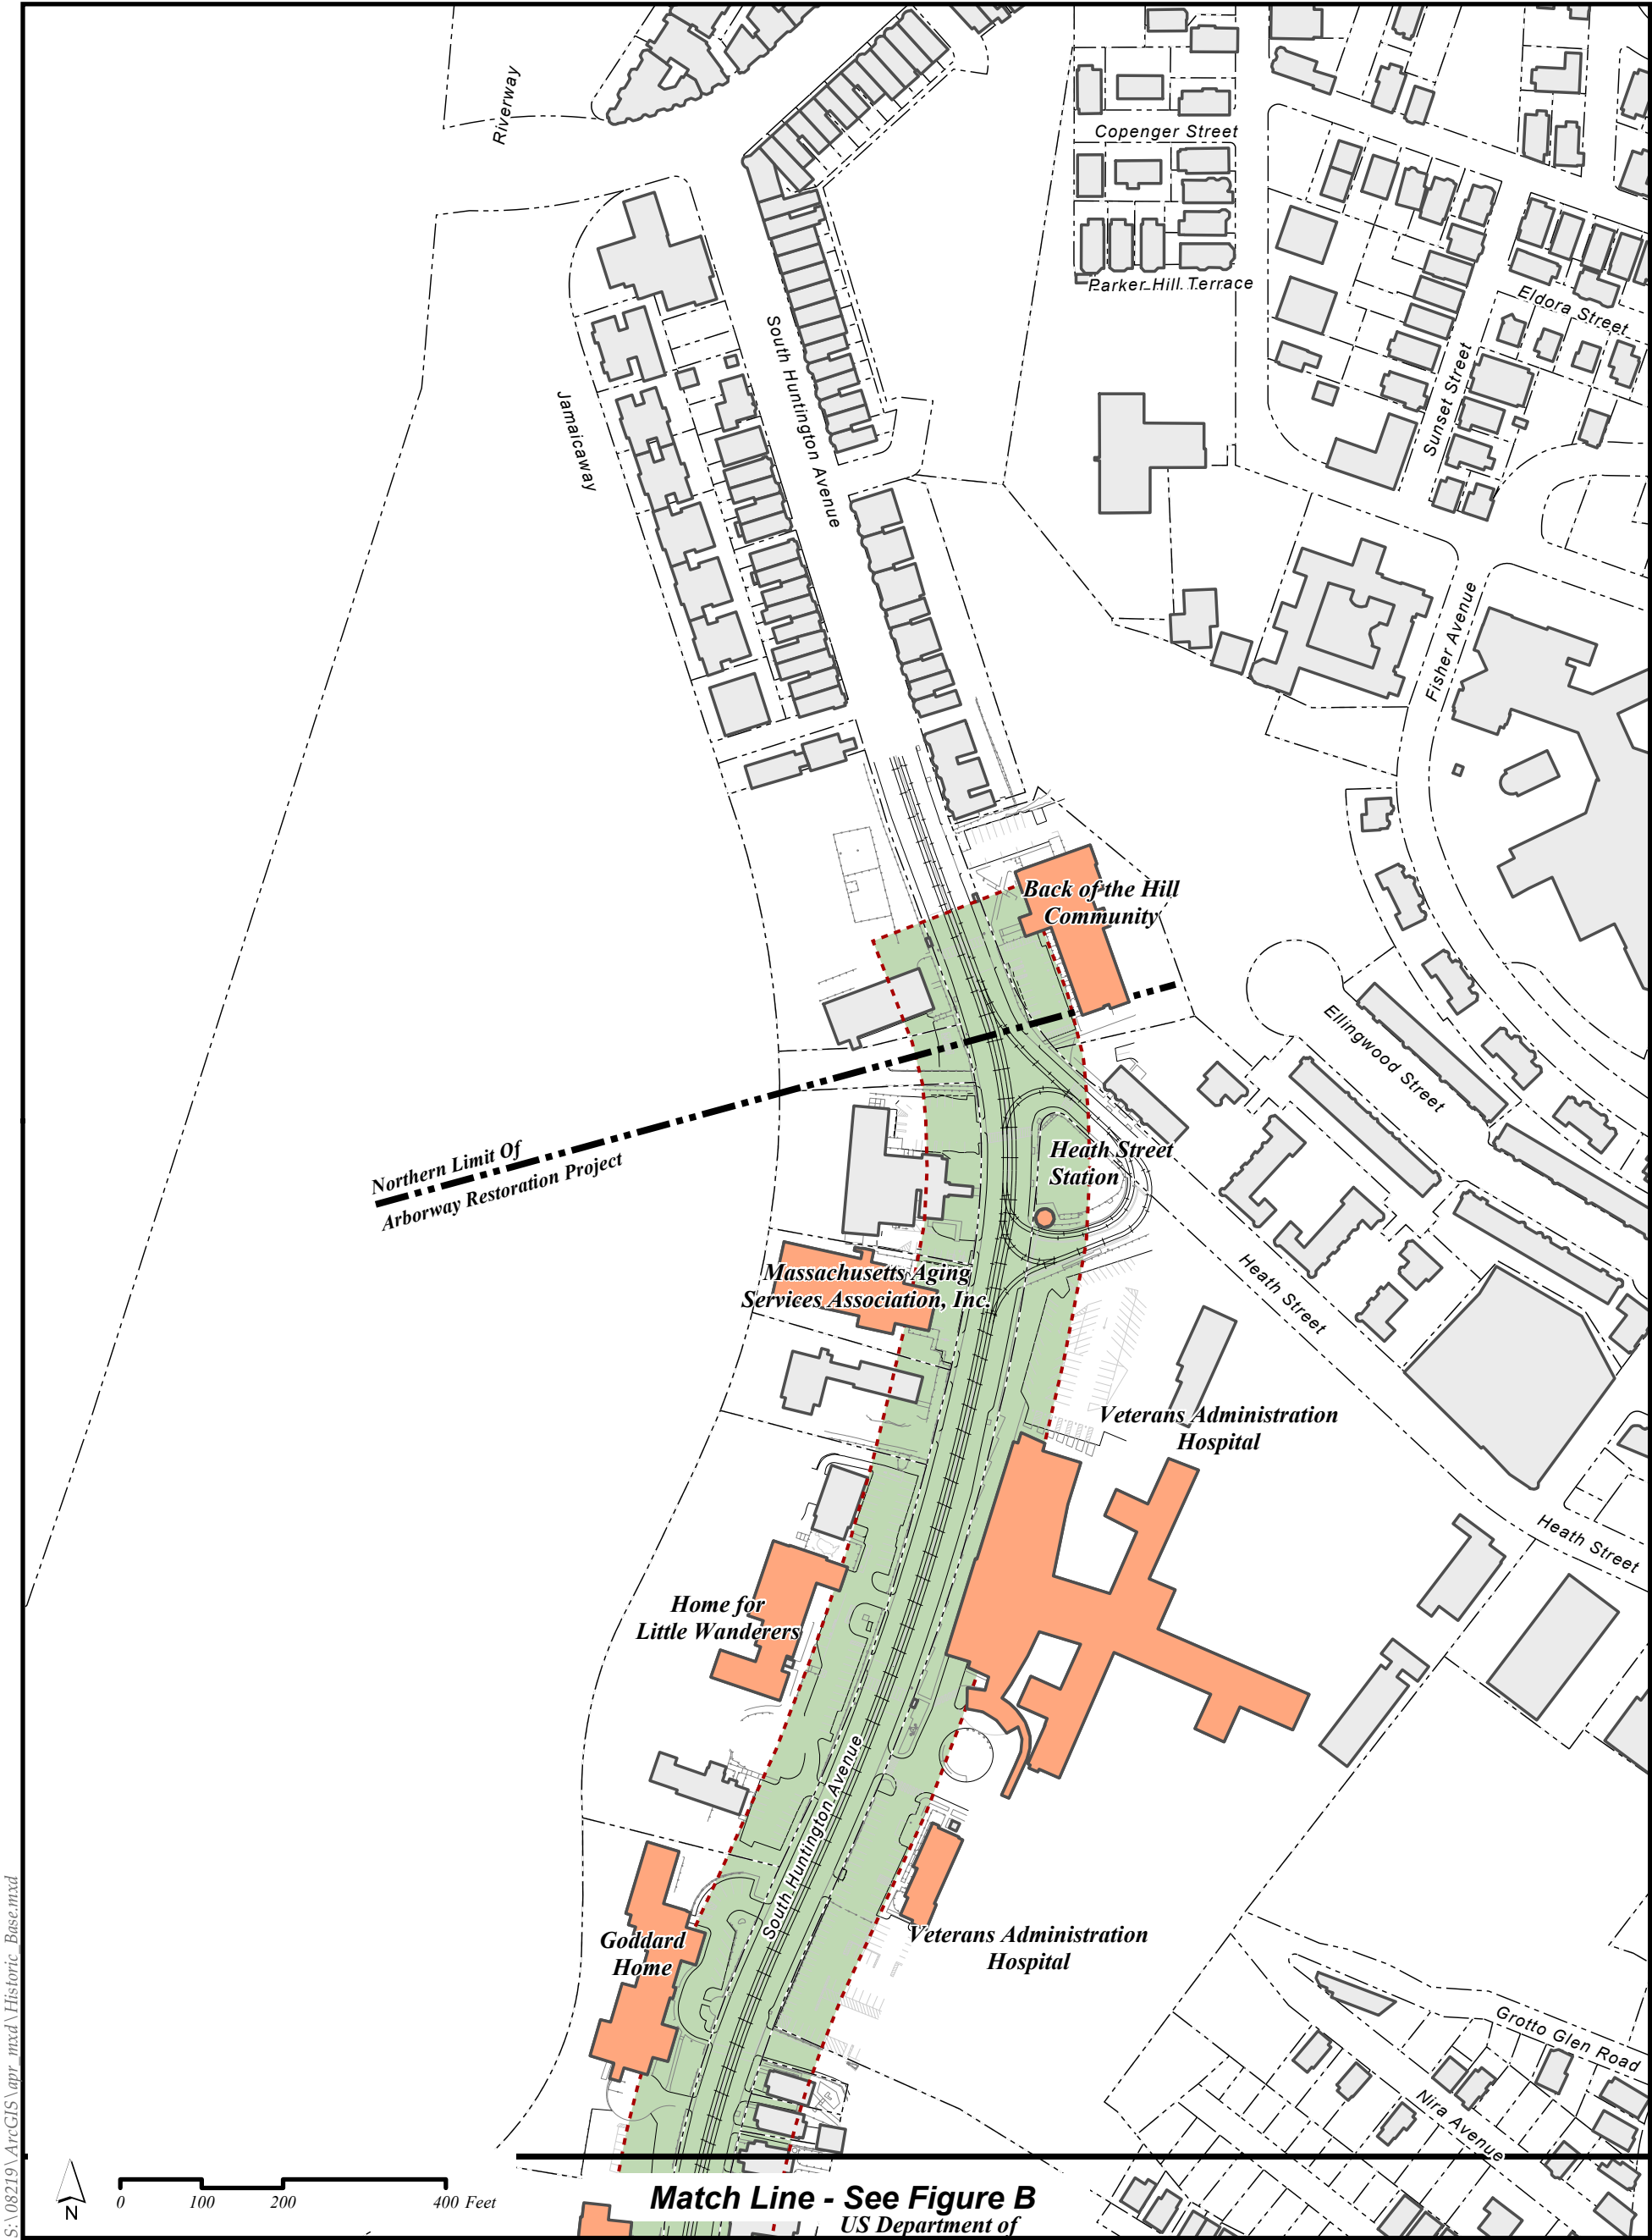 Riverway
Copenger Street
Parker Hill Terrace
Eldora Street
South Huntington Avenue
Jamaicaway
Sunset Street
Fisher Avenue
Back of the Hill
Community
Ellingwood Street
Northern Limit Of
Arborway Restoration Project
Heath Street
Station
Massachusetts Aging
Services Association, Inc.
Heath Street
Veterans Administration
Hospital
Heath Street
Home for
Little Wanderers
South Huntington Avenue
Goddard
Home
Veterans Administration
Hospital
Grotto Glen Road
Nira Avenue
S:\08219\ArcGIS\apr_mxd\Historic_Base.mxd
N
0 100 200 400 Feet
Match Line - See Figure B
US Department of